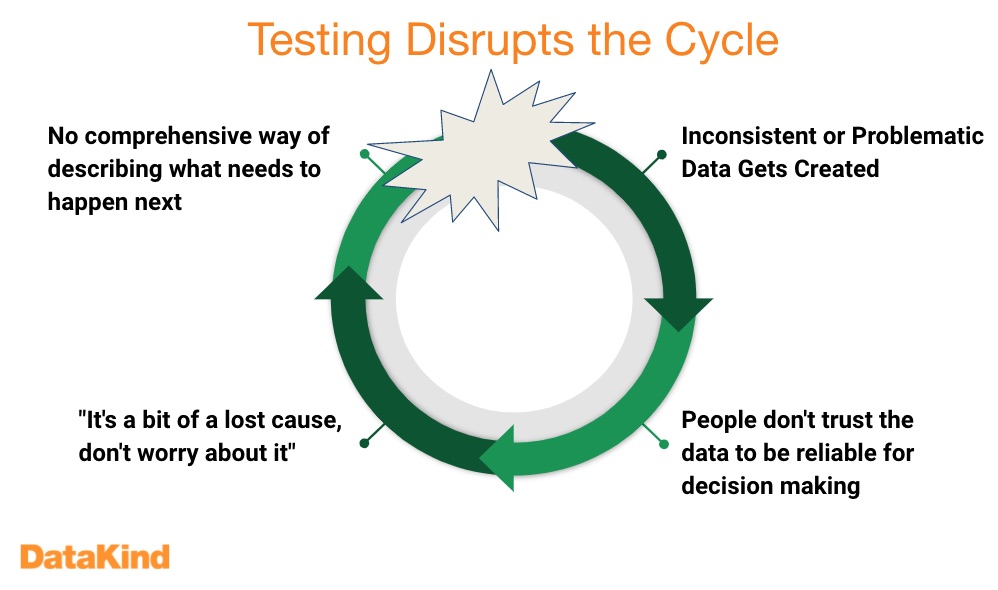 Testing Disrupts the Cycle
No comprehensive way of
describing what needs to
happen next
Inconsistent or Problematic
Data Gets Created
"It's a bit of a lost cause,
don't worry about it"
People don't trust the
data to be reliable for
decision making
DataKind